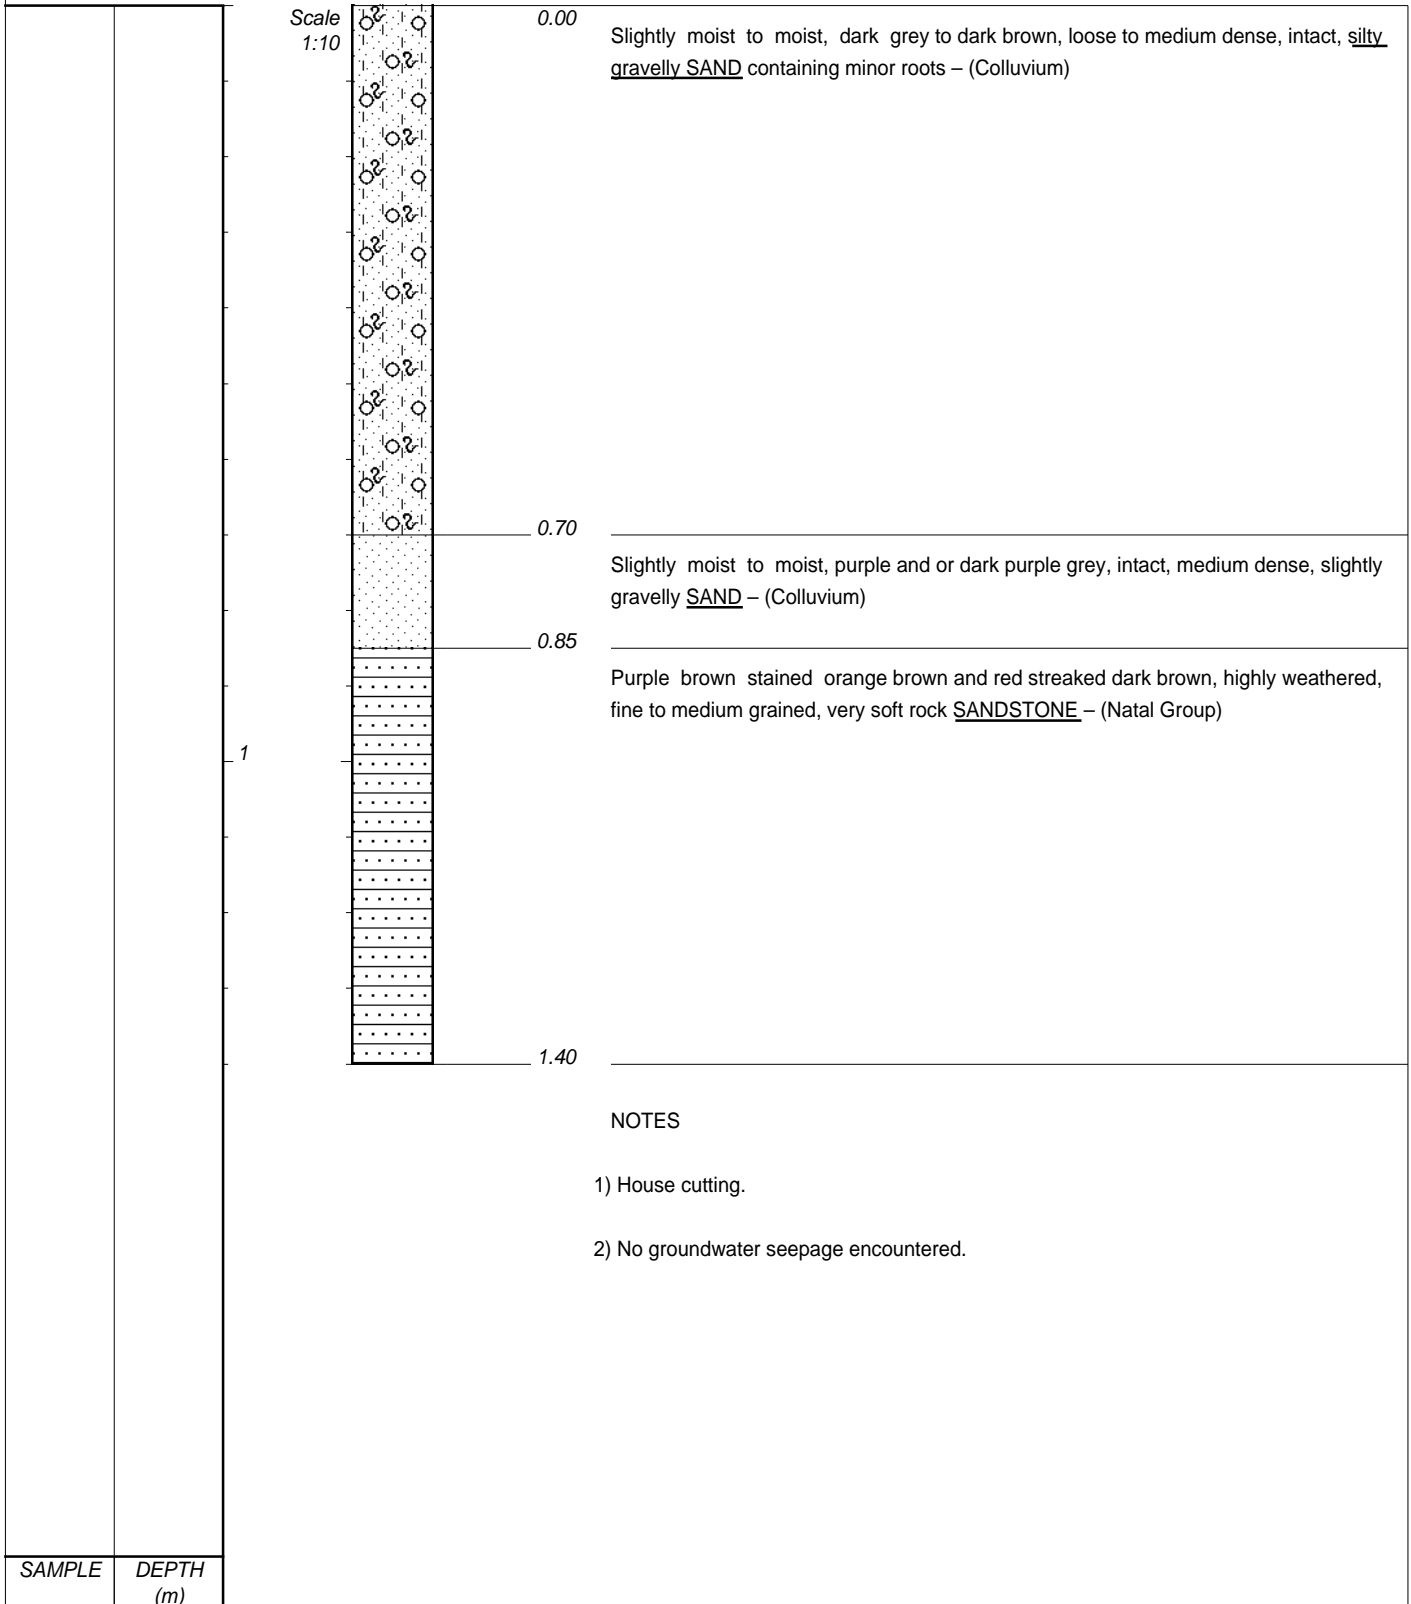 Scale
1:10
0.00
Slightly moist to moist, dark grey to dark brown, loose to medium dense, intact, silty
gravelly SAND containing minor roots – (Colluvium)
0.70
Slightly moist to moist, purple and or dark purple grey, intact, medium dense, slightly
gravelly SAND – (Colluvium)
0.85
Purple brown stained orange brown and red streaked dark brown, highly weathered,
fine to medium grained, very soft rock SANDSTONE – (Natal Group)
1
1.40
NOTES
1) House cutting.
2) No groundwater seepage encountered.
SAMPLE
DEPTH
(m)